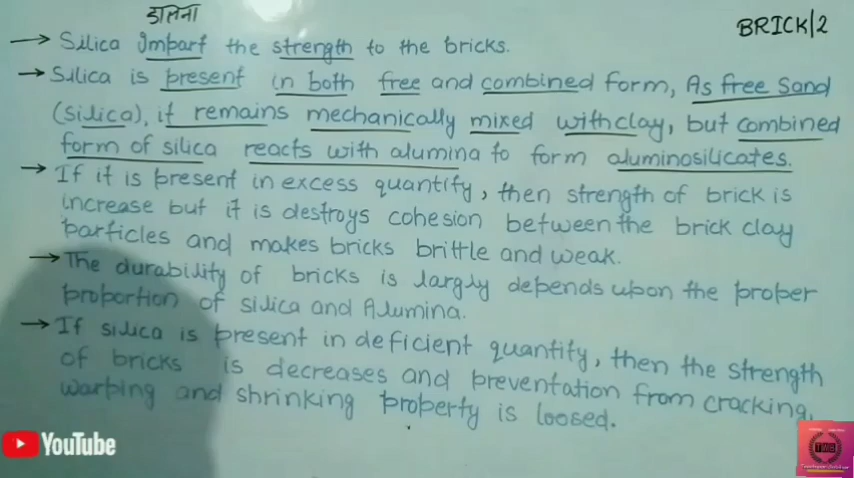 डालना
BRICK/2
→ Silica Impart the strength to the bricks.
→ Silica is present in both free and combined form, As free Sand
(silica), it remains mechanically mixed with clay, but combined
form of silica reacts with alumina to form aluminosilicates.
→ If it is present in excess quantity, then strength of brick is
increase but it is destroys cohesion between the brick clay
particles and makes bricks brittle and weak.
→ The durability of bricks is largly depends upon the proper
proportion of silica and Alumina.
→ If silica is present in deficient quantity, then the strength
of bricks is decreases and preventation from cracking,
warping and shrinking property is loosed.
YouTube